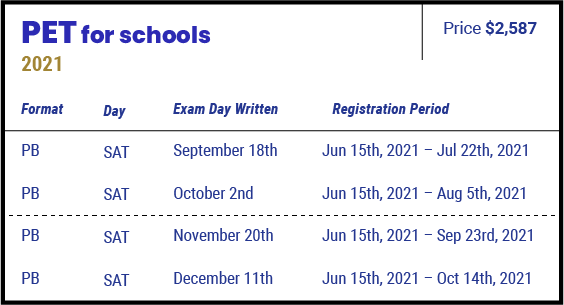 PET for schools
Price $2,587
2021
Format Day Exam Day Written Registration Period
PB SAT September 18th Jun 15th, 2021 – Jul 22th, 2021
PB SAT October 2nd Jun 15th, 2021 – Aug 5th, 2021
PB SAT November 20th Jun 15th, 2021 – Sep 23rd, 2021
PB SAT December 11th Jun 15th, 2021 – Oct 14th, 2021